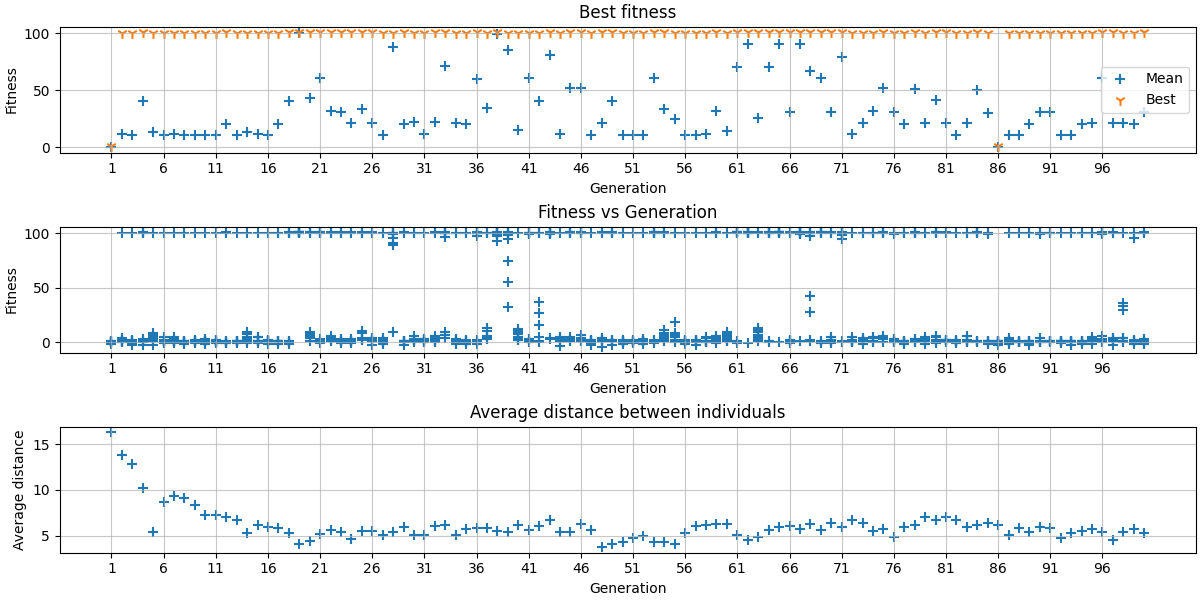 Best fitness
Fitness
100
50
0
Mean
Best
1 6 11 16 21 26 31 36 41 46 51 56 61 66 71 76 81 86 91 96
Generation
Fitness vs Generation
Fitness
100
50
0
1 6 11 16 21 26 31 36 41 46 51 56 61 66 71 76 81 86 91 96
Generation
Average distance between individuals
Average distance
15
10
5
1 6 11 16 21 26 31 36 41 46 51 56 61 66 71 76 81 86 91 96
Generation